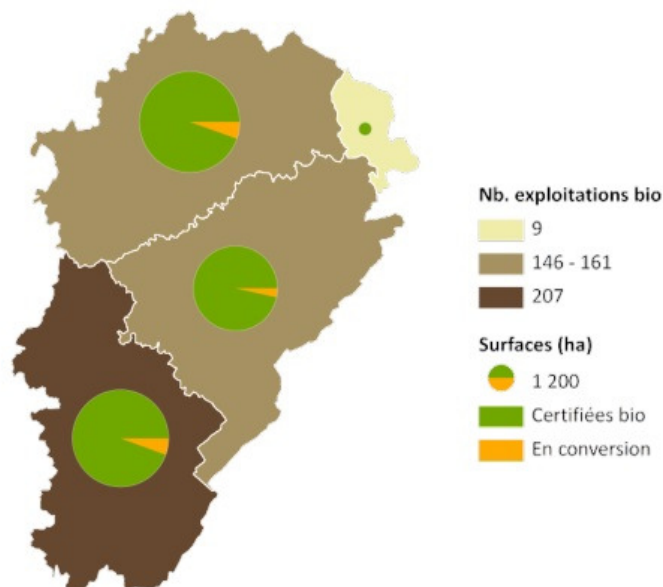 Nb. exploitations bio
9
146 - 161
207
Surfaces (ha)
1 200
Certifiées bio
En conversion